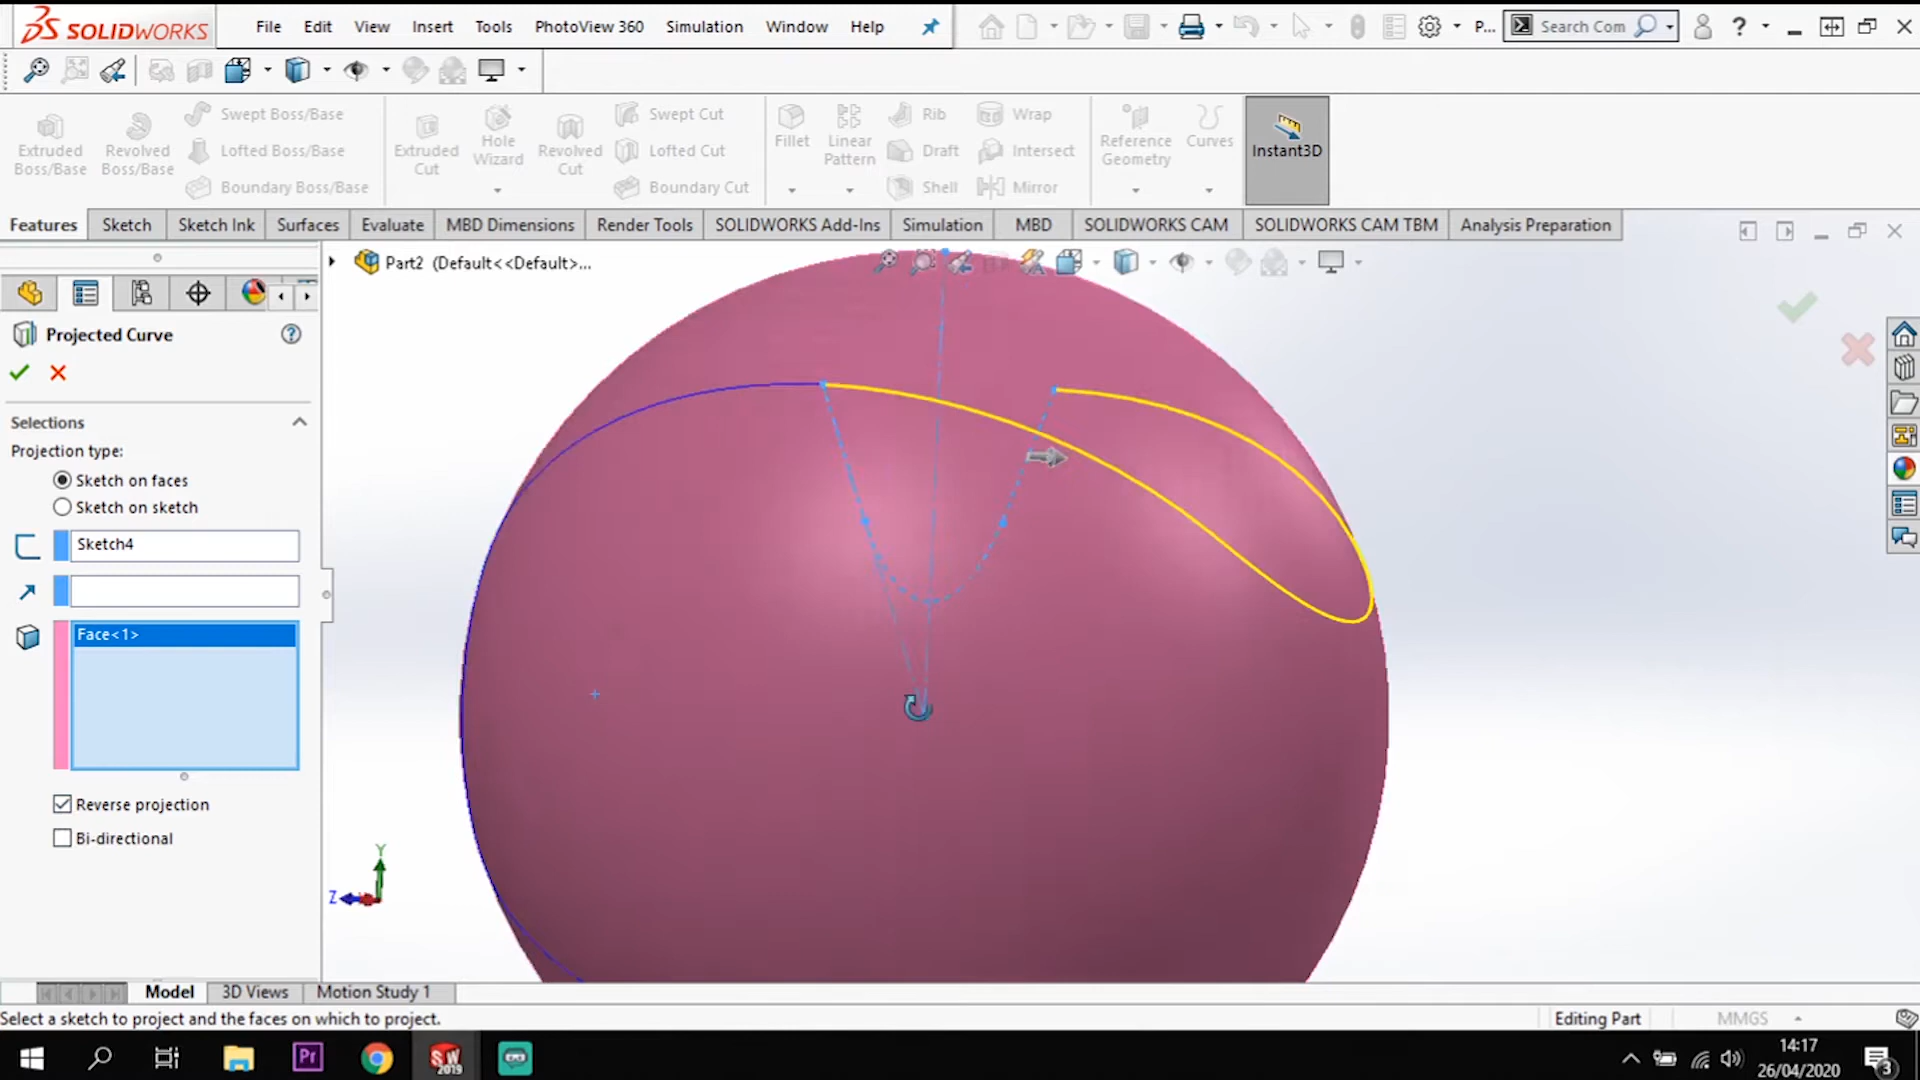 SOLIDWORKS File Edit View Insert Tools PhotoView 360 Simulation Window Help P... Search Com ?
Extruded Boss/Base Revolved Boss/Base Swept Boss/Base Lofted Boss/Base Boundary Boss/Base Extruded Cut Hole Wizard Revolved Cut Swept Cut Lofted Cut Boundary Cut Fillet Linear Pattern Rib Draft Shell Wrap Intersect Mirror Reference Geometry Curves Instant3D
Features Sketch Sketch Ink Surfaces Evaluate MBD Dimensions Render Tools SOLIDWORKS Add-Ins Simulation MBD SOLIDWORKS CAM SOLIDWORKS CAM TBM Analysis Preparation
Part2 (Default<<Default>...
Projected Curve ?
Selections
Projection type:
Sketch on faces
Sketch on sketch
Sketch4
Face<1>
Reverse projection
Bi-directional
Y
Z
Model 3D Views Motion Study 1
Select a sketch to project and the faces on which to project. Editing Part MMGS
Pr SW 2019 14:17
26/04/2020 3